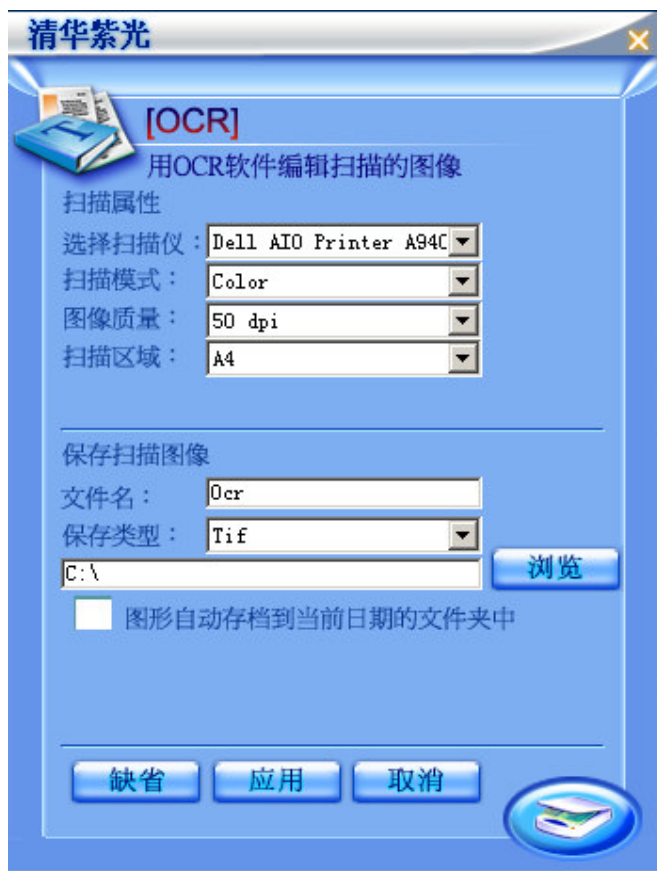 清华紫光
[OCR]
用OCR软件编辑扫描的图像
扫描属性
选择扫描仪：Dell AIO Printer A940
扫描模式：Color
图像质量：50 dpi
扫描区域：A4
保存扫描图像
文件名：Ocr
保存类型：Tif
C:\ 浏览
图形自动存档到当前日期的文件夹中
缺省 应用 取消